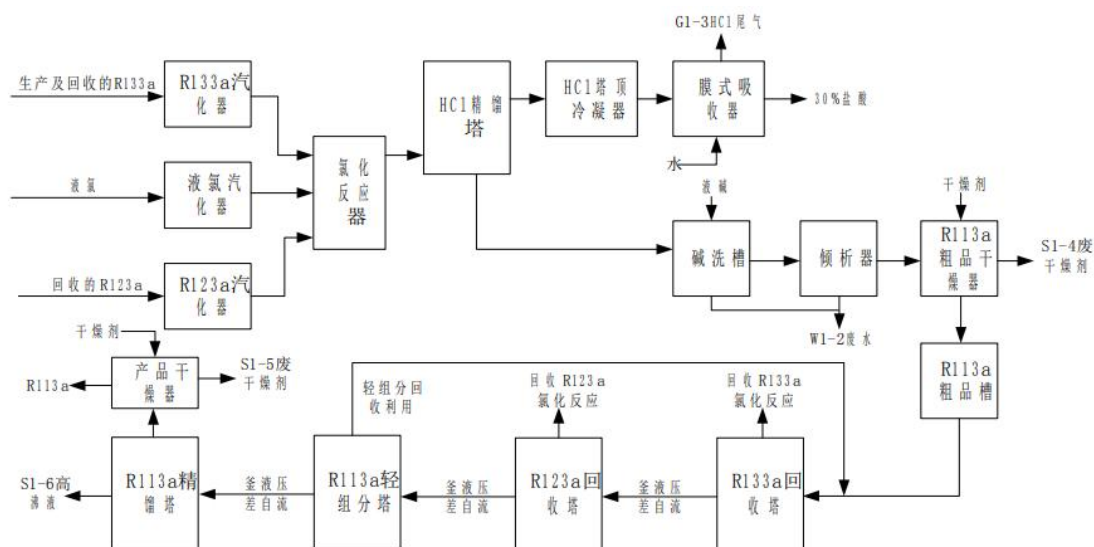 G1-3HCl尾气
生产及回收的R133a
R133a汽
化器
HCl精馏
塔
HCl塔顶
冷凝器
膜式吸
收器
30%盐酸
水
液氯
液氯汽
化器
氯化
反应
器
液碱
干燥剂
碱洗槽
倾析器
R113a
粗品干
燥器
S1-4废
干燥剂
回收的R123a
R123a汽
化器
W1-2废水
干燥剂
R113a
产品干
燥器
S1-5废
干燥剂
轻组分回
收利用
回收R123a
氯化反应
回收R133a
氯化反应
R113a
粗品槽
S1-6高
沸液
R113a精
馏塔
釜液压
差自流
R113a轻
组分塔
釜液压
差自流
R123a回
收塔
釜液压
差自流
R133a回
收塔